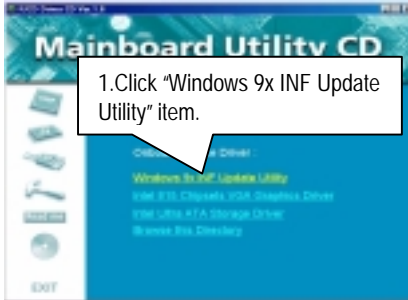 Mainboard Utility CD
1.Click "Windows 9x INF Update
Utility" item.
Driver :
Windows 9x INF Update Utility
Intel 815 Chipsets VGA Graphics Driver
Intel Ultra ATA Storage Driver
Browse this Directory
EXIT